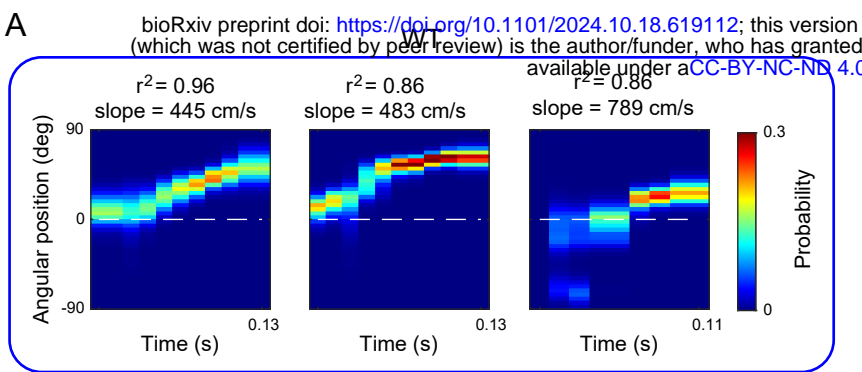 A
bioRxiv preprint doi: https://doi.org/10.1101/2024.10.18.619112; this version
WT
(which was not certified by peer review) is the author/funder, who has granted
available under aCC-BY-NC-ND 4.0
r²= 0.96
slope = 445 cm/s
r²= 0.86
slope = 483 cm/s
r²= 0.86
slope = 789 cm/s
Angular position (deg)
90
0
-90
0.13
Time (s)
0.13
Time (s)
0.11
Time (s)
0.3
0
Probability